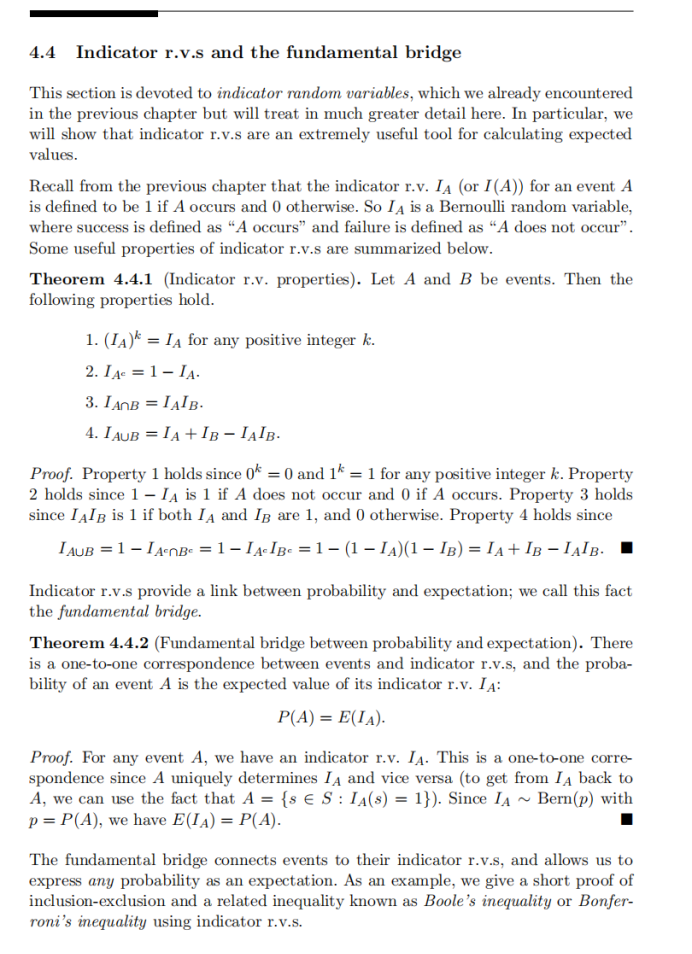 4.4 Indicator r.v.s and the fundamental bridge
This section is devoted to indicator random variables, which we already encountered
in the previous chapter but will treat in much greater detail here. In particular, we
will show that indicator r.v.s are an extremely useful tool for calculating expected
values.
Recall from the previous chapter that the indicator r.v. I_A (or I(A)) for an event A
is defined to be 1 if A occurs and 0 otherwise. So I_A is a Bernoulli random variable,
where success is defined as “A occurs” and failure is defined as “A does not occur”.
Some useful properties of indicator r.v.s are summarized below.
Theorem 4.4.1 (Indicator r.v. properties). Let A and B be events. Then the
following properties hold.
1. (I_A)^k = I_A for any positive integer k.
2. I_{A^c} = 1 − I_A.
3. I_{A∩B} = I_A I_B.
4. I_{A∪B} = I_A + I_B − I_A I_B.
Proof. Property 1 holds since 0^k = 0 and 1^k = 1 for any positive integer k. Property
2 holds since 1 − I_A is 1 if A does not occur and 0 if A occurs. Property 3 holds
since I_A I_B is 1 if both I_A and I_B are 1, and 0 otherwise. Property 4 holds since
I_{A∪B} = 1 − I_{A^c∩B^c} = 1 − I_{A^c} I_{B^c} = 1 − (1 − I_A)(1 − I_B) = I_A + I_B − I_A I_B. ■
Indicator r.v.s provide a link between probability and expectation; we call this fact
the fundamental bridge.
Theorem 4.4.2 (Fundamental bridge between probability and expectation). There
is a one-to-one correspondence between events and indicator r.v.s, and the proba-
bility of an event A is the expected value of its indicator r.v. I_A:
P(A) = E(I_A).
Proof. For any event A, we have an indicator r.v. I_A. This is a one-to-one corre-
spondence since A uniquely determines I_A and vice versa (to get from I_A back to
A, we can use the fact that A = {s ∈ S : I_A(s) = 1}). Since I_A ∼ Bern(p) with
p = P(A), we have E(I_A) = P(A). ■
The fundamental bridge connects events to their indicator r.v.s, and allows us to
express any probability as an expectation. As an example, we give a short proof of
inclusion-exclusion and a related inequality known as Boole’s inequality or Bonfer-
roni’s inequality using indicator r.v.s.